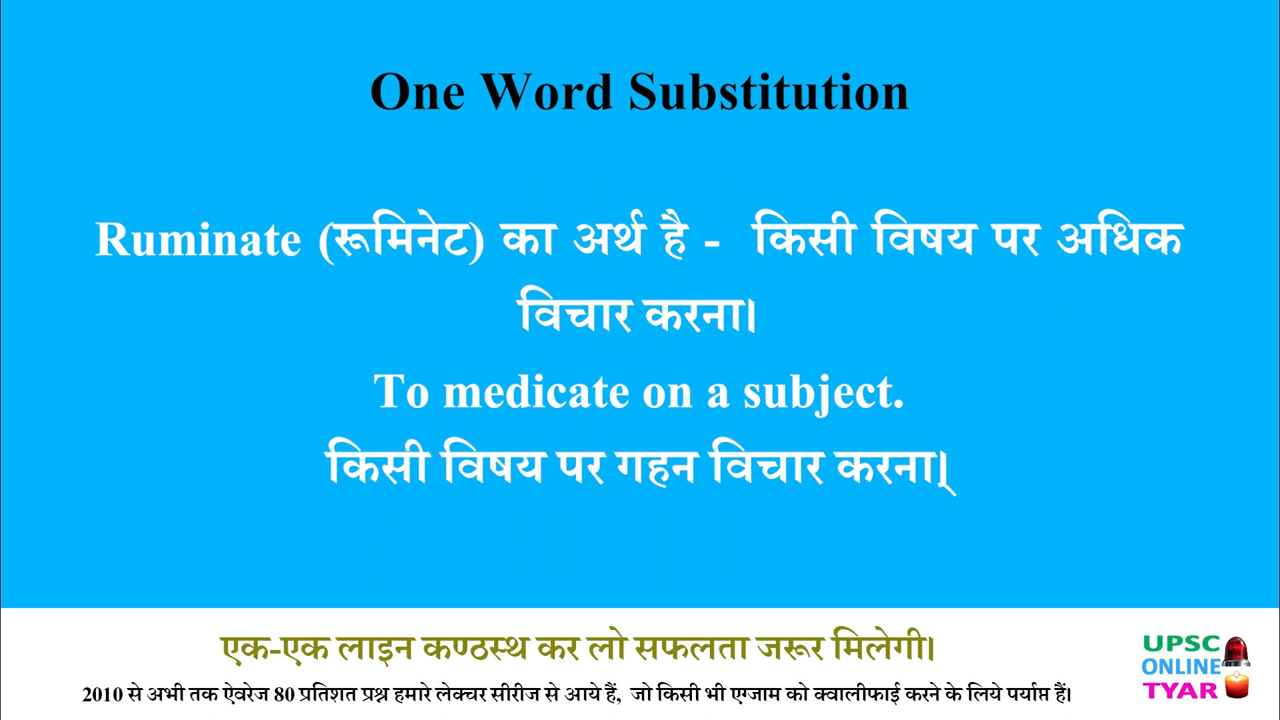 One Word Substitution
Ruminate (रूमिनेट) का अर्थ है - किसी विषय पर अधिक
विचार करना।
To medicate on a subject.
किसी विषय पर गहन विचार करना्।
एक-एक लाइन कण्ठस्थ कर लो सफलता जरूर मिलेगी।
2010 से अभी तक ऐवरेज 80 प्रतिशत प्रश्न हमारे लेक्चर सीरीज से आये हैं, जो किसी भी एग्जाम को क्वालीफाई करने के लिये पर्याप्त हैं।
UPSC
ONLINE
TYAR